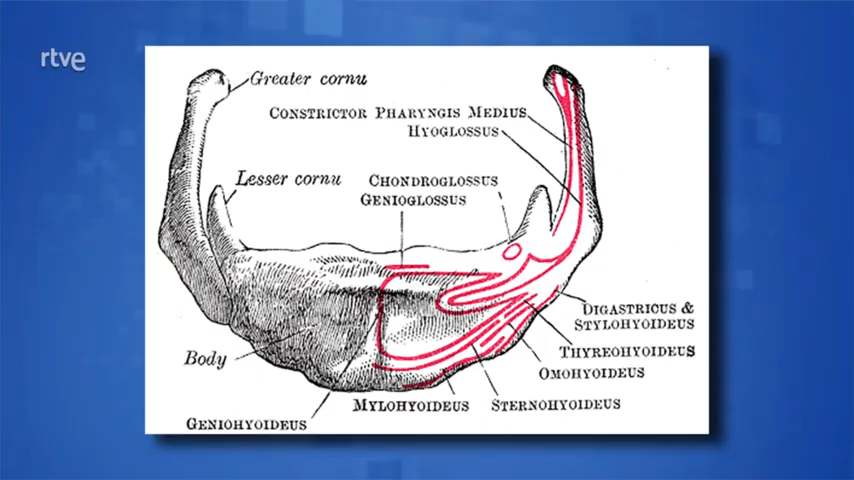 rtve
Greater cornu
CONSTRICTOR PHARYNGIS MEDIUS
HYOGLOSSUS
Lesser cornu
CHONDROGLOSSUS
GENIOGLOSSUS
DIGASTRICUS &
STYLOHYOIDEUS
THYREOHYOIDEUS
Body
OMOHYOIDEUS
MYLOHYOIDEUS
STERNOHYOIDEUS
GENIOHYOIDEUS